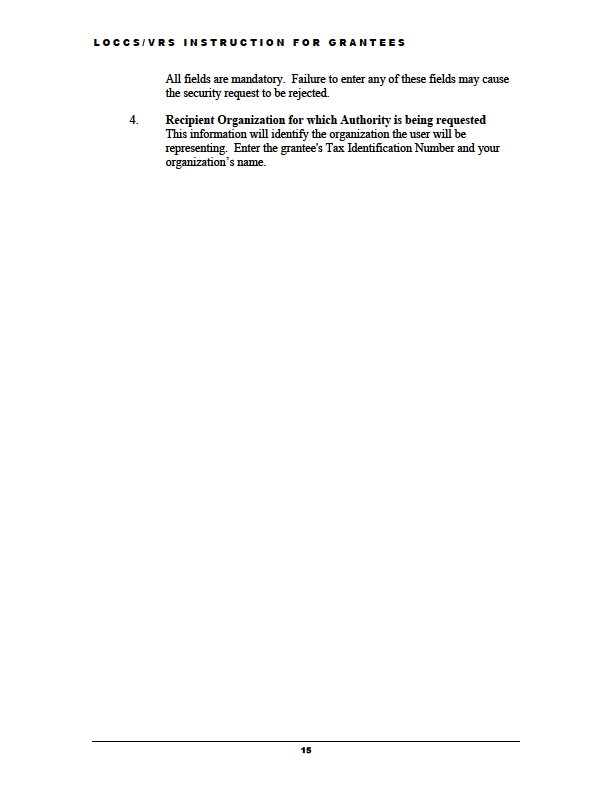 LOCCS/VRS INSTRUCTION FOR GRANTEES
All fields are mandatory.  Failure to enter any of these fields may cause
the security request to be rejected.
4. Recipient Organization for which Authority is being requested
This information will identify the organization the user will be
representing.  Enter the grantee's Tax Identification Number and your
organization’s name.
15